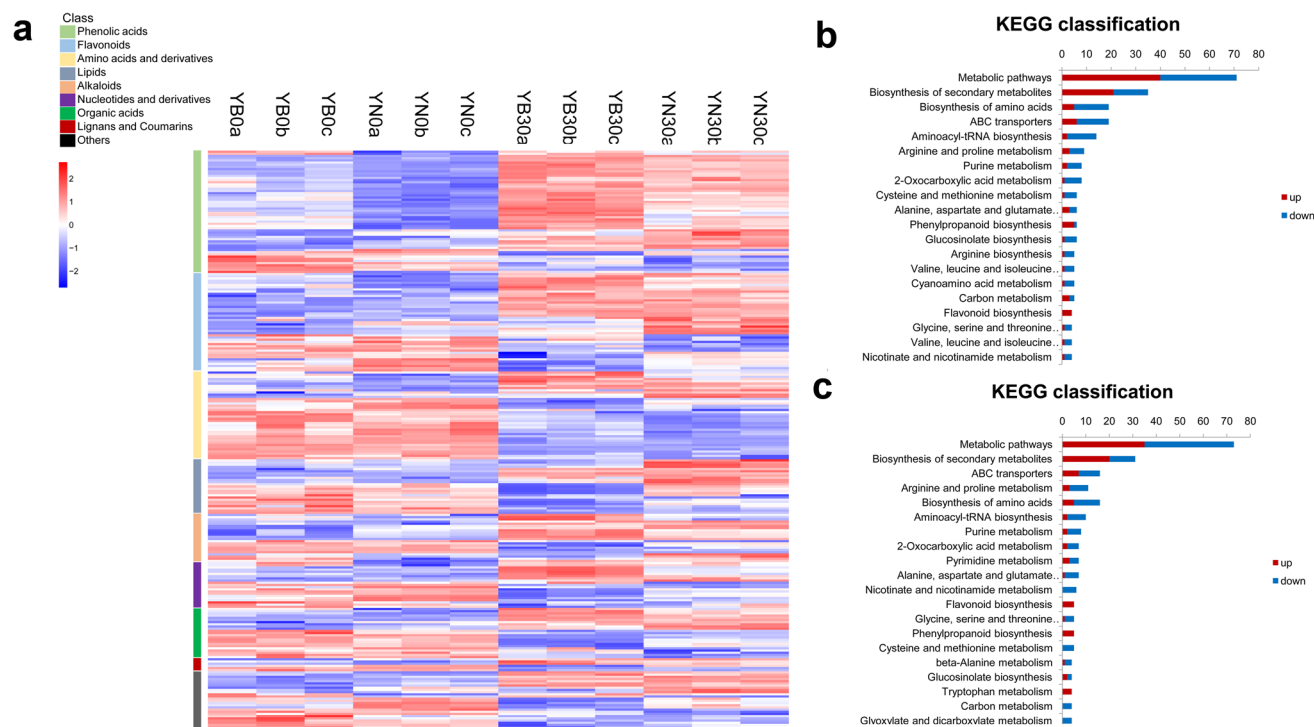 a
Class
Phenolic acids
Flavonoids
Amino acids and derivatives
Lipids
Alkaloids
Nucleotides and derivatives
Organic acids
Lignans and Coumarins
Others
2
1
0
−1
−2
YB0a YB0b YB0c YN0a YN0b YN0c YB30a YB30b YB30c YN30a YN30b YN30c
b
KEGG classification
0 10 20 30 40 50 60 70 80
Metabolic pathways
Biosynthesis of secondary metabolites
Biosynthesis of amino acids
ABC transporters
Aminoacyl-tRNA biosynthesis
Arginine and proline metabolism
Purine metabolism
2-Oxocarboxylic acid metabolism
Cysteine and methionine metabolism
Alanine, aspartate and glutamate..
Phenylpropanoid biosynthesis
Glucosinolate biosynthesis
Arginine biosynthesis
Valine, leucine and isoleucine..
Cyanoamino acid metabolism
Carbon metabolism
Flavonoid biosynthesis
Glycine, serine and threonine..
Valine, leucine and isoleucine..
Nicotinate and nicotinamide metabolism
up
down
c
KEGG classification
0 10 20 30 40 50 60 70 80
Metabolic pathways
Biosynthesis of secondary metebolites
ABC transporters
Arginine and proline metabolism
Biosynthesis of amino acids
Aminoacyl-tRNA biosynthesis
Purine metabolism
2-Oxocarboxylic acid metabolism
Pyrimidine metabolism
Alanine, aspartate and glutamate..
Nicotinate and nicotinamide metabolism
Flavonoid biosynthesis
Glycine, serine and threonine..
Phenylpropanoid biosynthesis
Cysteine and methionine metabolism
beta-Alanine metabolism
Glucosinolate biosynthesis
Tryptophan metabolism
Carbon metabolism
Glyoxylate and dicarboxylate metabolism
up
down